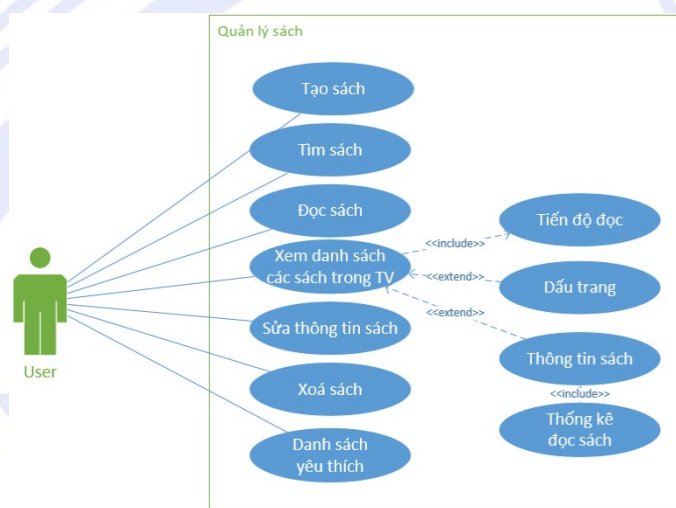 Quản lý sách
Tạo sách
Tìm sách
Đọc sách
Xem danh sách
các sách trong TV
Sửa thông tin sách
Xoá sách
Danh sách
yêu thích
User
<<include>>
<<extend>>
<<extend>>
Tiến độ đọc
Dấu trang
Thông tin sách
<<include>>
Thống kê
đọc sách